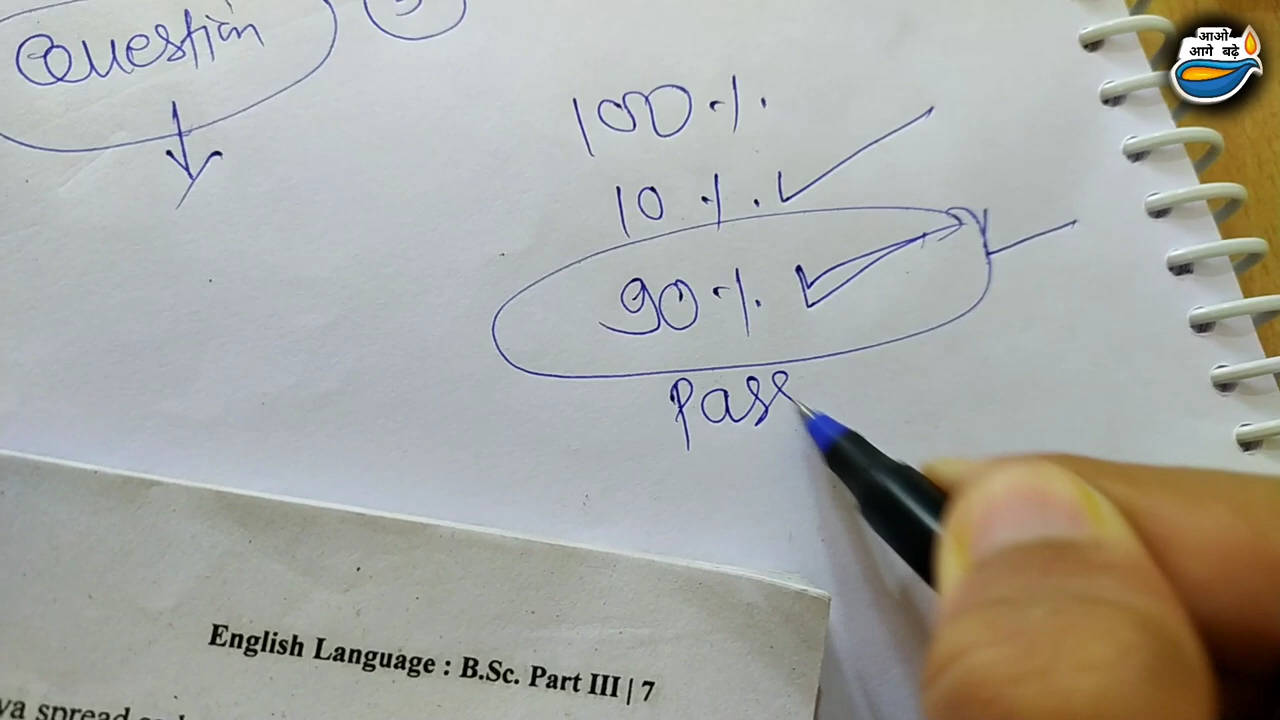 Question
100 %
10 %
90 %
Pass
English Language : B.Sc. Part III | 7
आओ
आगे बढ़े